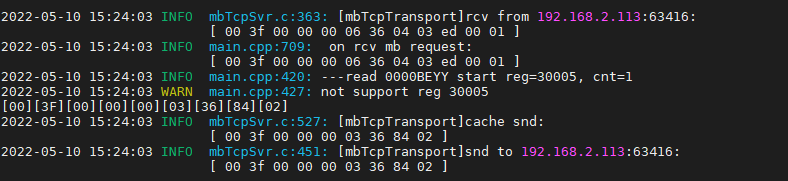 2022-05-10 15:24:03 INFO  mbTcpSvr.c:363: [mbTcpTransport]rcv from 192.168.2.113:63416:
[ 00 3f 00 00 00 06 36 04 03 ed 00 01 ]
2022-05-10 15:24:03 INFO  main.cpp:709:  on rcv mb request:
[ 00 3f 00 00 00 06 36 04 03 ed 00 01 ]
2022-05-10 15:24:03 INFO  main.cpp:420: ---read 0000BEYY start reg=30005, cnt=1
2022-05-10 15:24:03 WARN  main.cpp:427: not support reg 30005
[00][3F][00][00][00][03][36][84][02]
2022-05-10 15:24:03 INFO  mbTcpSvr.c:527: [mbTcpTransport]cache snd:
[ 00 3f 00 00 00 03 36 84 02 ]
2022-05-10 15:24:03 INFO  mbTcpSvr.c:451: [mbTcpTransport]snd to 192.168.2.113:63416:
[ 00 3f 00 00 00 03 36 84 02 ]